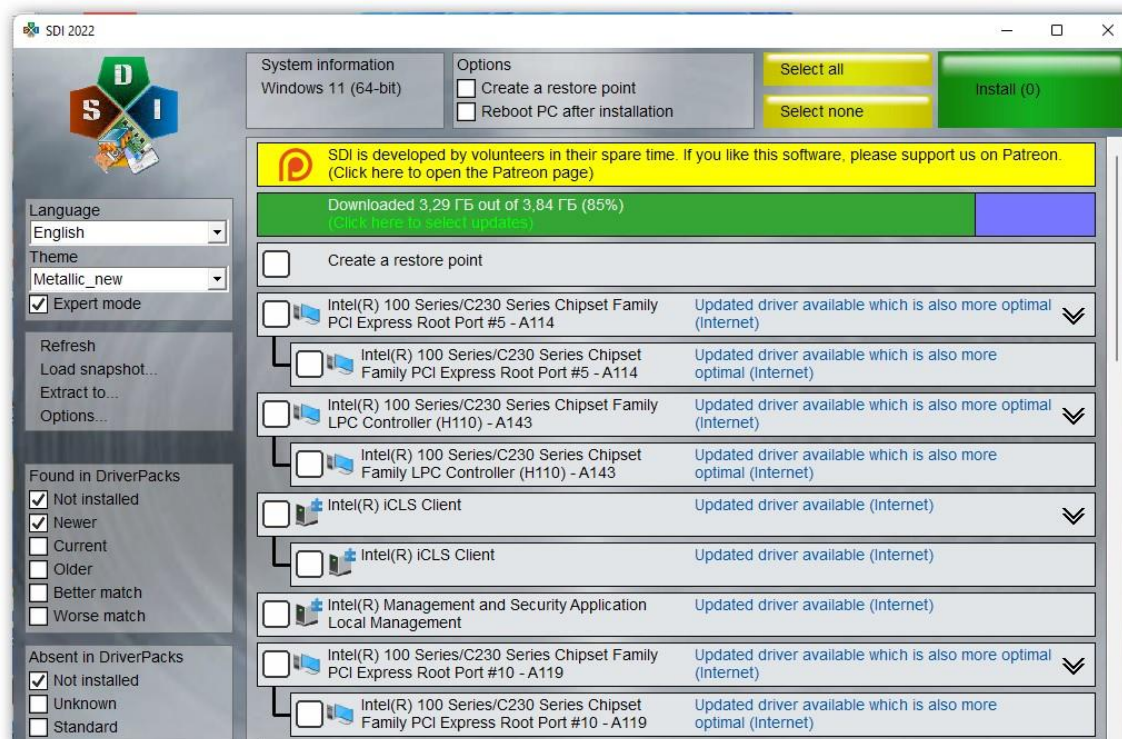 SDI 2022
D
S I
Language
English
Theme
Metallic_new
Expert mode
Refresh
Load snapshot...
Extract to...
Options...
Found in DriverPacks
Not installed
Newer
Current
Older
Better match
Worse match
Absent in DriverPacks
Not installed
Unknown
Standard
System information
Windows 11 (64-bit)
Options
Create a restore point
Reboot PC after installation
Select all
Select none
Install (0)
SDI is developed by volunteers in their spare time. If you like this software, please support us on Patreon.
(Click here to open the Patreon page)
Downloaded 3,29 ГБ out of 3,84 ГБ (85%)
(Click here to select updates)
Create a restore point
Intel(R) 100 Series/C230 Series Chipset Family
PCI Express Root Port #5 - A114
Updated driver available which is also more optimal
(Internet)
Intel(R) 100 Series/C230 Series Chipset
Family PCI Express Root Port #5 - A114
Updated driver available which is also more
optimal (Internet)
Intel(R) 100 Series/C230 Series Chipset Family
LPC Controller (H110) - A143
Updated driver available which is also more optimal
(Internet)
Intel(R) 100 Series/C230 Series Chipset
Family LPC Controller (H110) - A143
Updated driver available which is also more
optimal (Internet)
Intel(R) iCLS Client
Updated driver available (Internet)
Intel(R) iCLS Client
Updated driver available (Internet)
Intel(R) Management and Security Application
Local Management
Updated driver available (Internet)
Intel(R) 100 Series/C230 Series Chipset Family
PCI Express Root Port #10 - A119
Updated driver available which is also more optimal
(Internet)
Intel(R) 100 Series/C230 Series Chipset
Family PCI Express Root Port #10 - A119
Updated driver available which is also more
optimal (Internet)